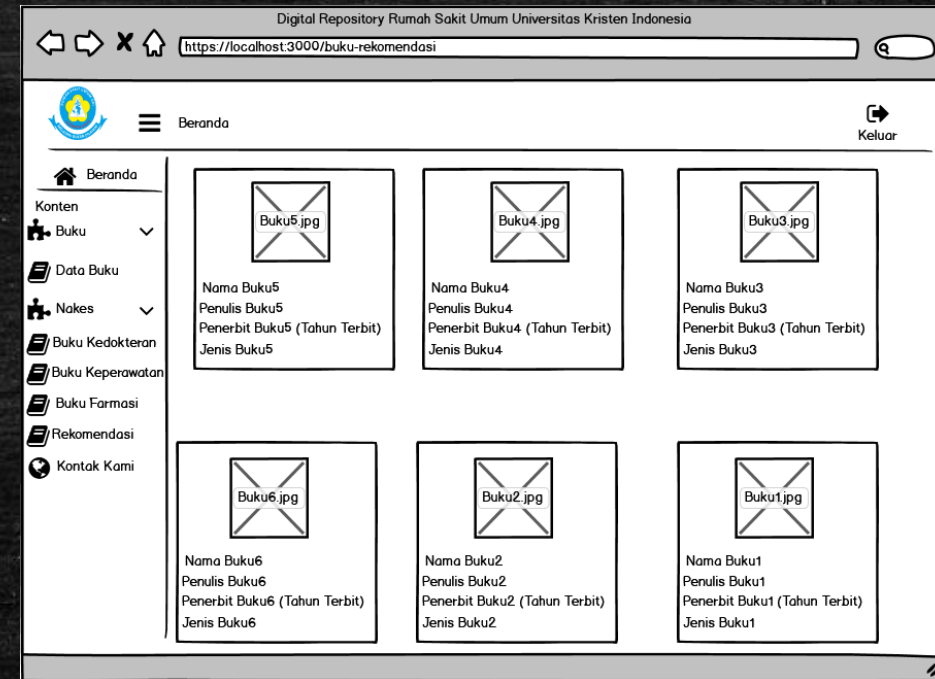 Digital Repository Rumah Sakit Umum Universitas Kristen Indonesia
https://localhost:3000/buku-rekomendasi
Beranda
Keluar
Beranda
Konten
Buku
Data Buku
Nakes
Buku Kedokteran
Buku Keperawatan
Buku Farmasi
Rekomendasi
Kontak Kami
Buku5.jpg
Nama Buku5
Penulis Buku5
Penerbit Buku5 (Tahun Terbit)
Jenis Buku5
Buku4.jpg
Nama Buku4
Penulis Buku4
Penerbit Buku4 (Tahun Terbit)
Jenis Buku4
Buku3.jpg
Nama Buku3
Penulis Buku3
Penerbit Buku3 (Tahun Terbit)
Jenis Buku3
Buku6.jpg
Nama Buku6
Penulis Buku6
Penerbit Buku6 (Tahun Terbit)
Jenis Buku6
Buku2.jpg
Nama Buku2
Penulis Buku2
Penerbit Buku2 (Tahun Terbit)
Jenis Buku2
Buku1.jpg
Nama Buku1
Penulis Buku1
Penerbit Buku1 (Tahun Terbit)
Jenis Buku1